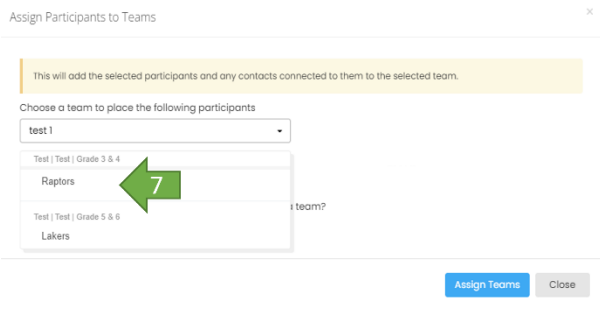 Assign Participants to Teams
×
This will add the selected participants and any contacts connected to them to the selected team.
Choose a team to place the following participants
test 1
Test | Test | Grade 3 & 4
Raptors
7
a team?
Test | Test | Grade 5 & 6
Lakers
Assign Teams
Close